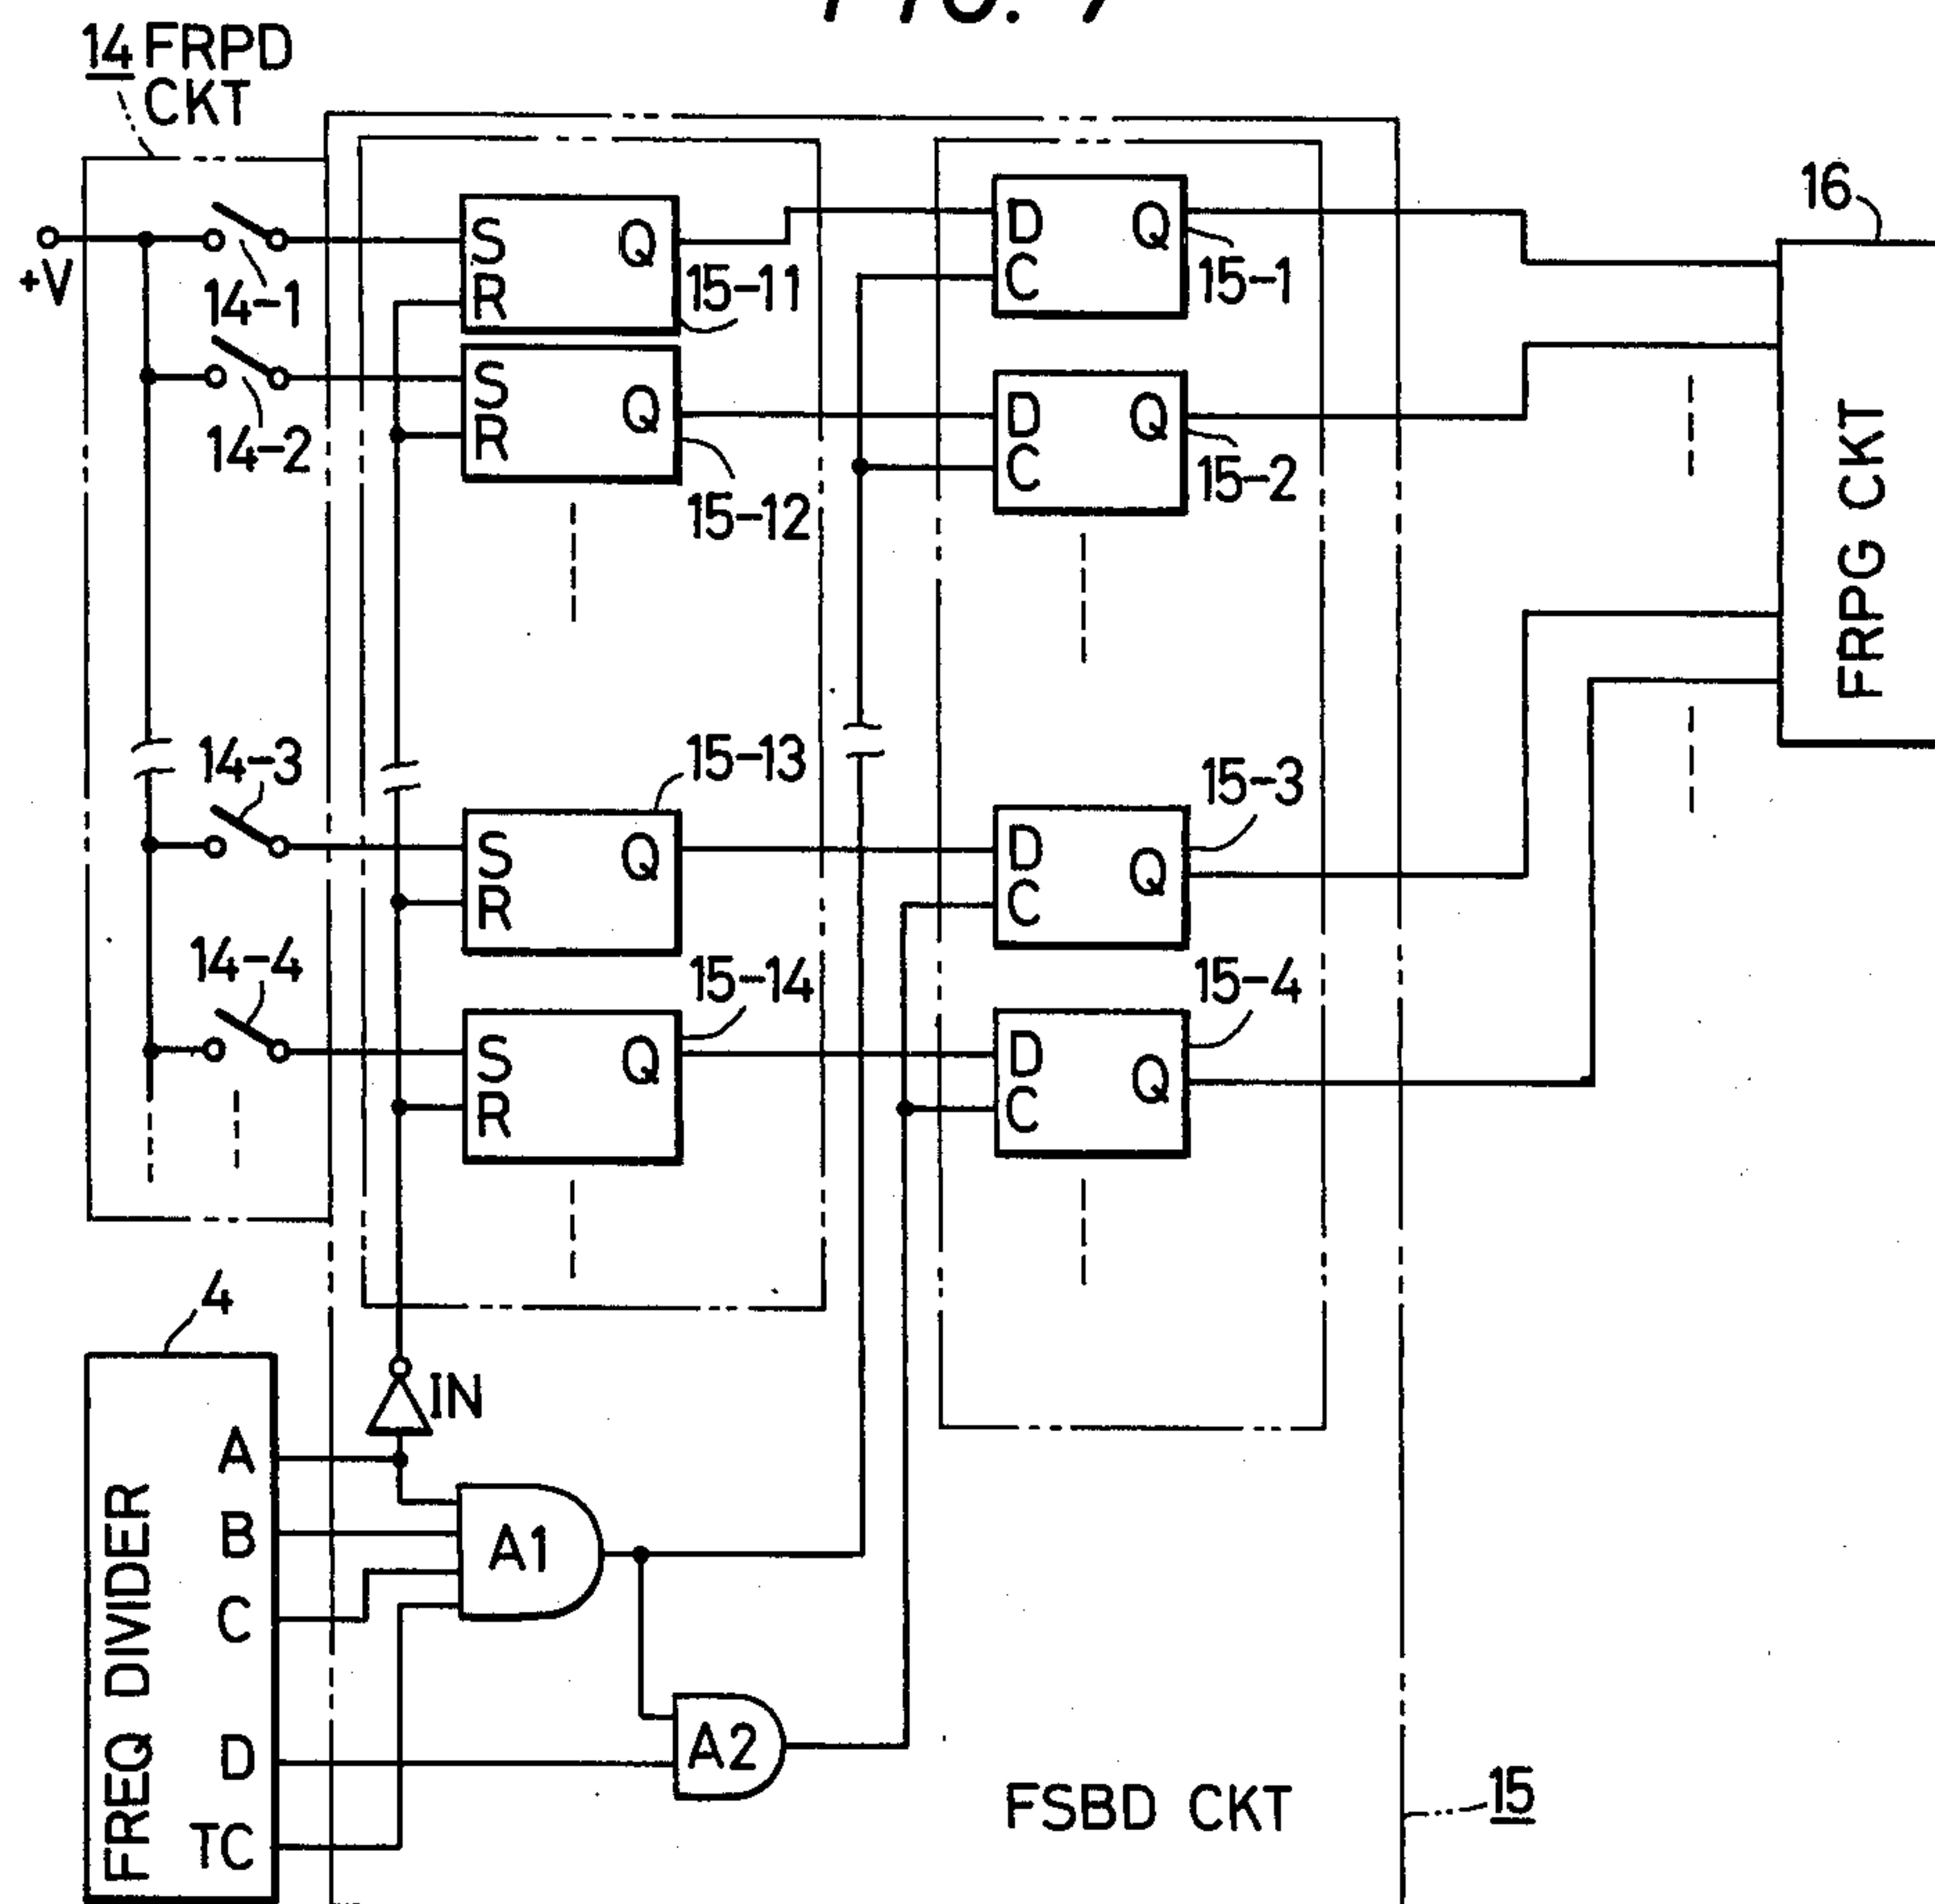 FIG. 7
14 FRPD
CKT
+V
14-1
S
R
Q
15-11
D
C
Q
15-1
16
14-2
S
R
Q
15-12
D
C
Q
15-2
FRPG CKT
14-3
S
R
Q
15-13
D
C
Q
15-3
14-4
S
R
Q
15-14
D
C
Q
15-4
4
IN
FREQ DIVIDER
A
B
C
D
TC
A1
A2
FSBD CKT
15